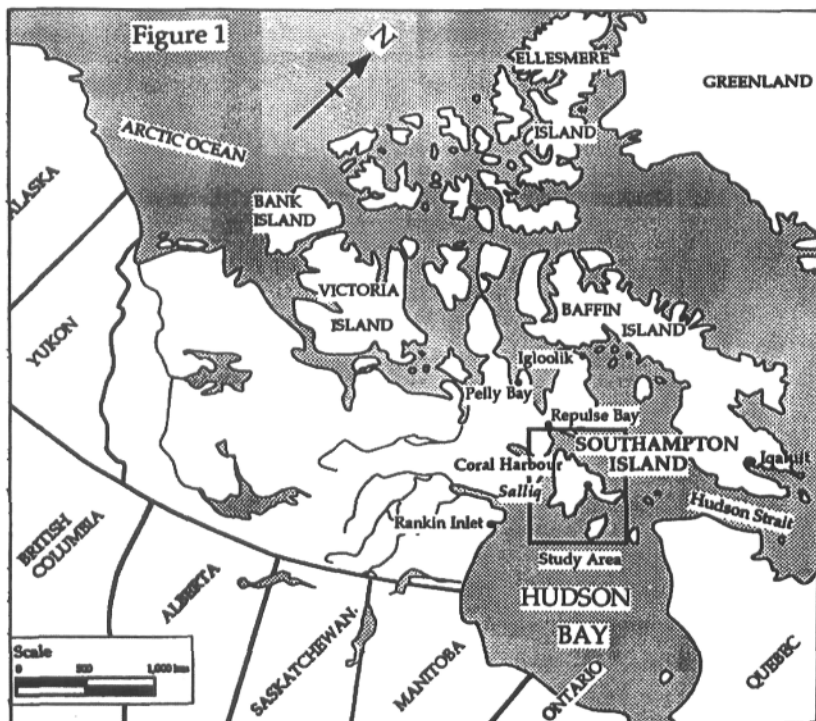 Figure 1
N
ELLESMERE
GREENLAND
ISLAND
ARCTIC OCEAN
ALASKA
BANK
ISLAND
VICTORIA
ISLAND
BAFFIN
ISLAND
YUKON
Igloolik
Pelly Bay
Repulse Bay
SOUTHAMPTON
ISLAND
Coral Harbour
Salliq
Iqaluit
Hudson Strait
Rankin Inlet
Study Area
BRITISH
COLUMBIA
HUDSON
BAY
ALBERTA
SASKATCHEWAN.
MANITOBA
ONTARIO
QUEBEC
Scale
0 500 1,000 kms